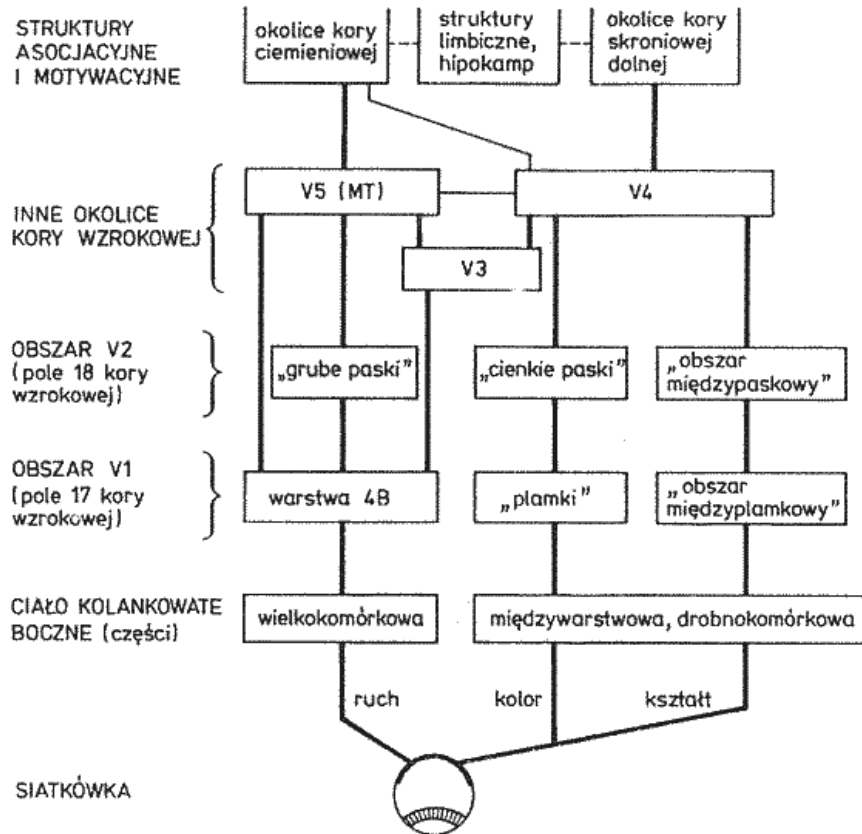 STRUKTURY
ASOCJACYJNE
I MOTYWACYJNE
okolice kory
ciemieniowej
struktury
limbiczne,
hipokamp
okolice kory
skroniowej
dolnej
INNE OKOLICE
KORY WZROKOWEJ
V5 (MT)
V4
V3
OBSZAR V2
(pole 18 kory
wzrokowej)
„grube paski”
„cienkie paski”
„obszar
międzypaskowy”
OBSZAR V1
(pole 17 kory
wzrokowej)
warstwa 4B
„plamki”
„obszar
międzyplamkowy”
CIAŁO KOLANKOWATE
BOCZNE (części)
wielkokomórkowa
międzywarstwowa, drobnokomórkowa
ruch
kolor
kształt
SIATKÓWKA